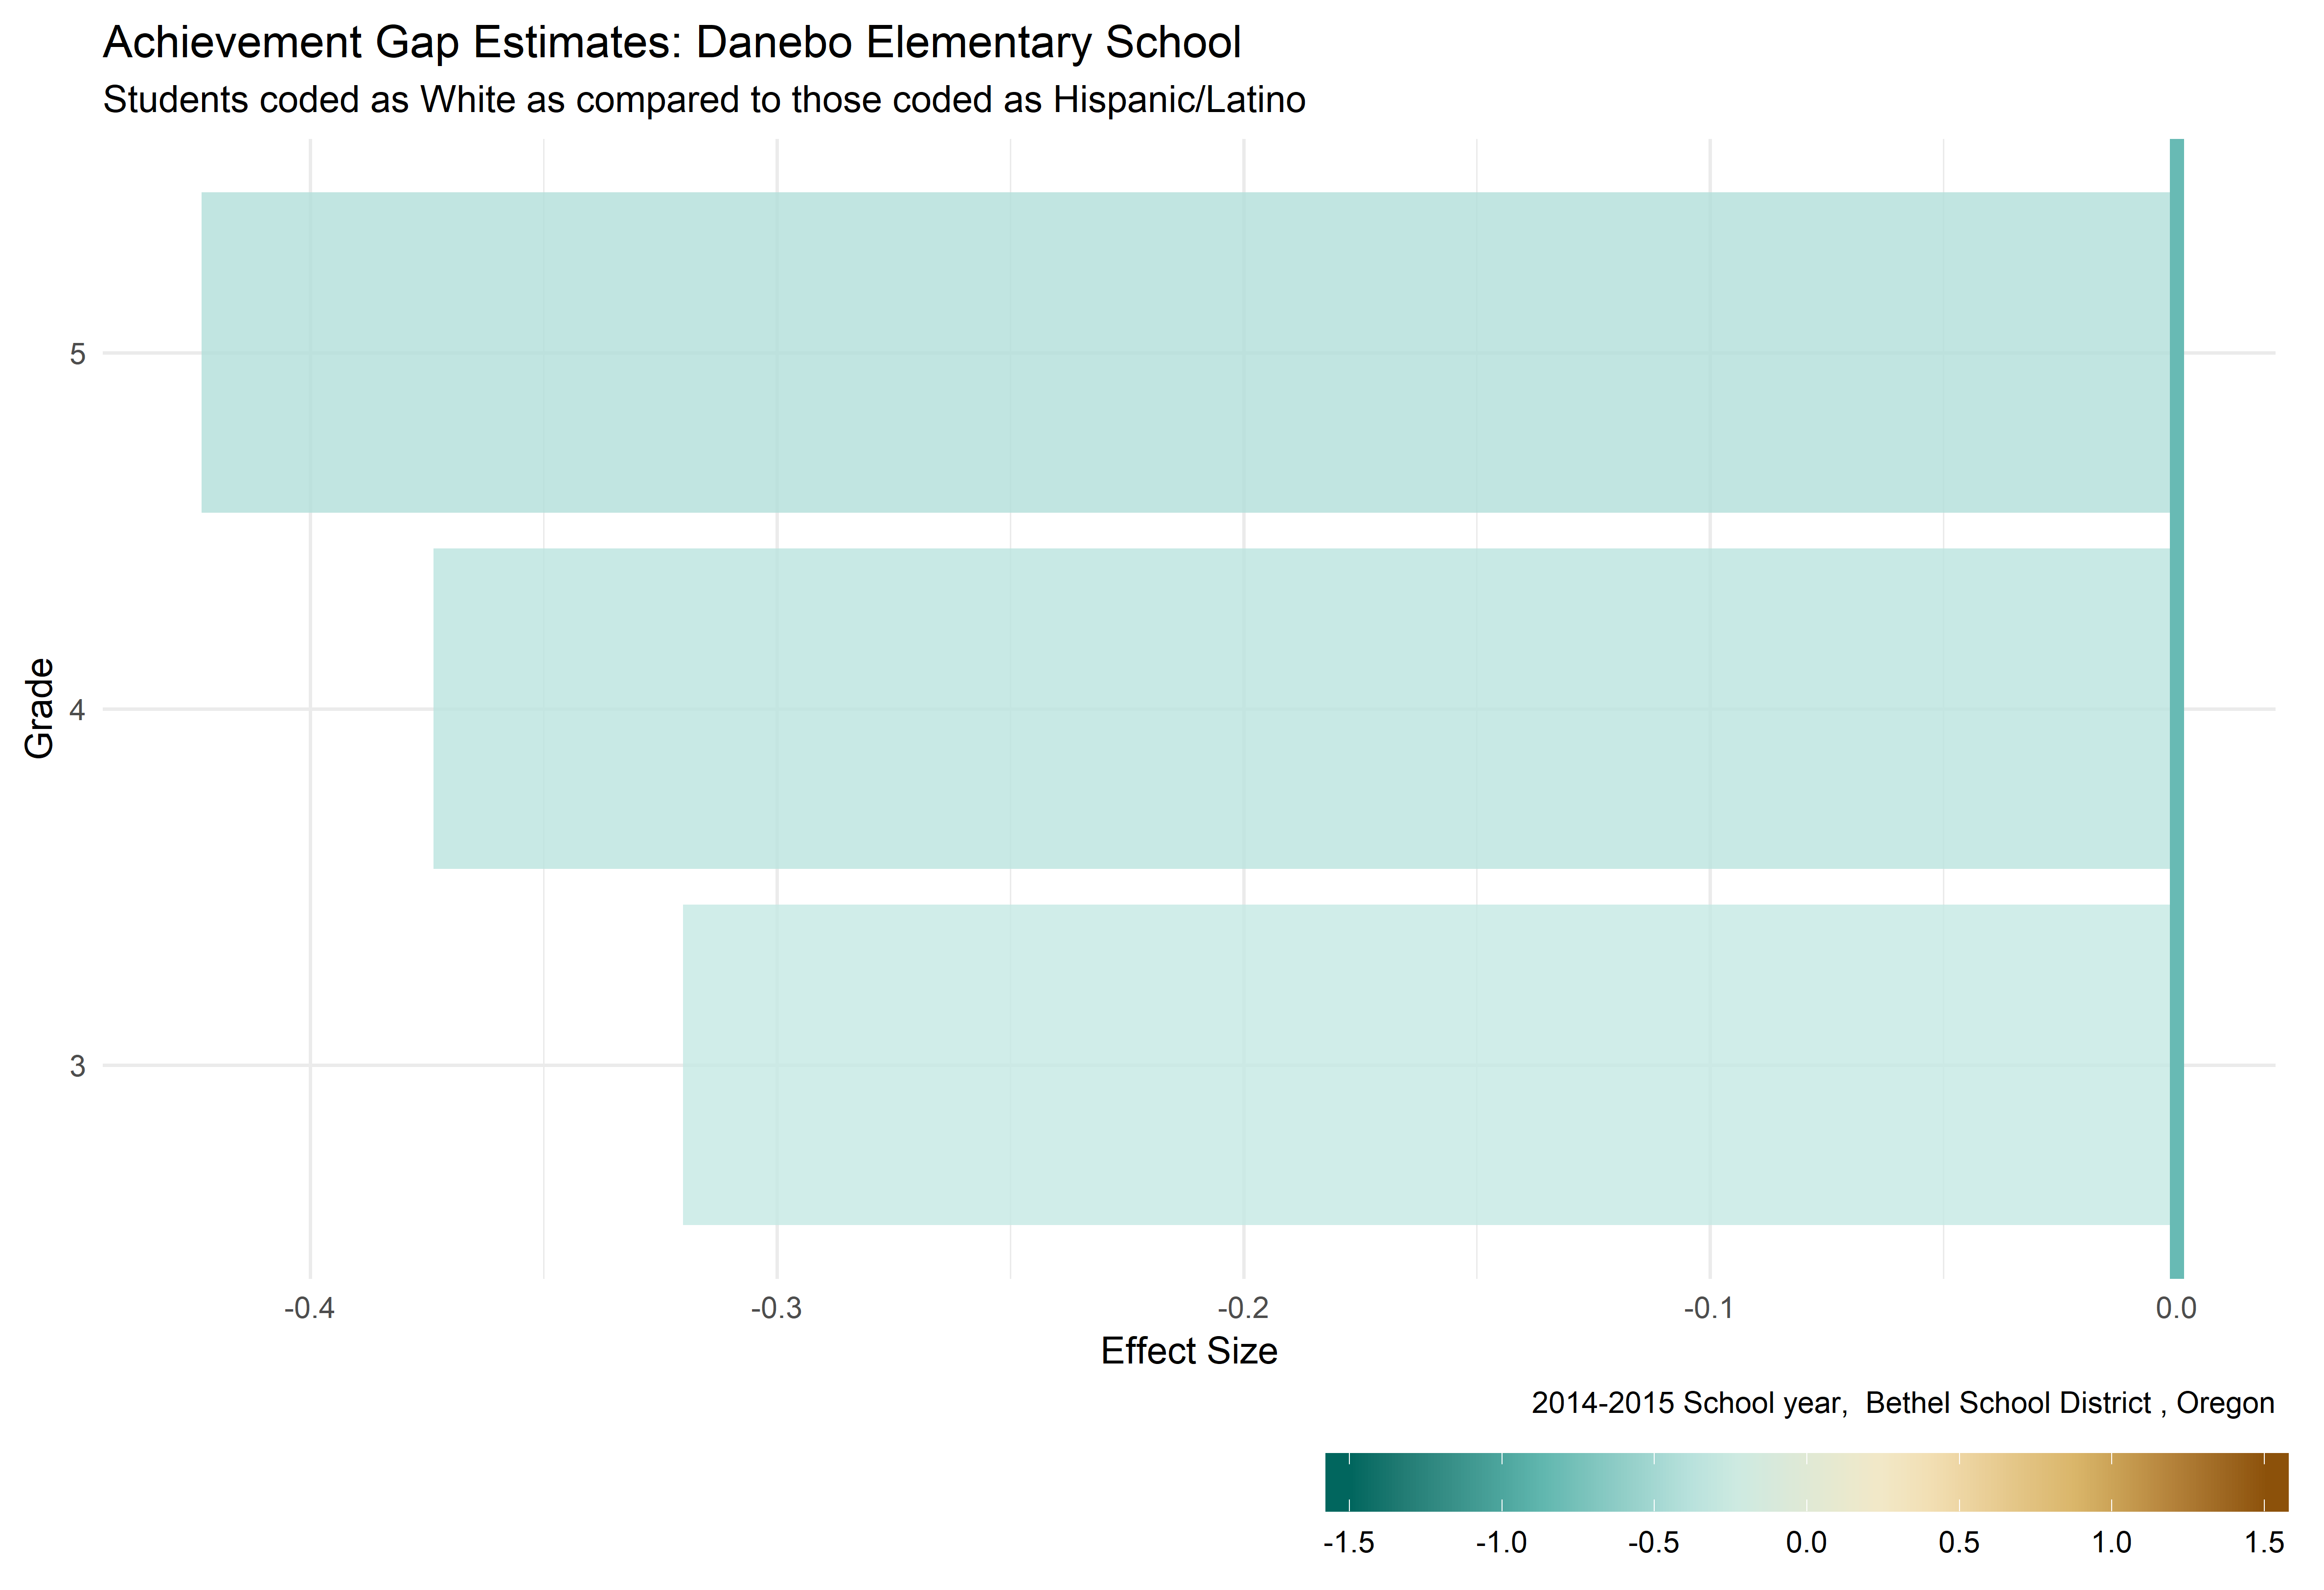 Achievement Gap Estimates: Danebo Elementary School
Students coded as White as compared to those coded as Hispanic/Latino
5
4
3
Grade
-0.4 -0.3 -0.2 -0.1 0.0
Effect Size
2014-2015 School year,  Bethel School District , Oregon
-1.5 -1.0 -0.5 0.0 0.5 1.0 1.5